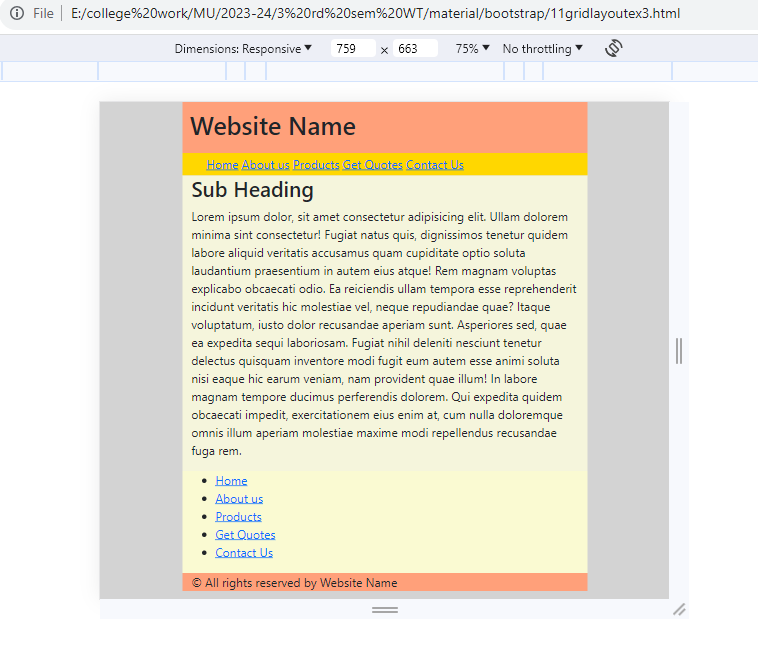 File E:/college%20work/MU/2023-24/3%20rd%20sem%20WT/material/bootstrap/11gridlayoutex3.html
Dimensions: Responsive 759 × 663 75% No throttling
Website Name
Home About us Products Get Quotes Contact Us
Sub Heading
Lorem ipsum dolor, sit amet consectetur adipisicing elit. Ullam dolorem
minima sint consectetur! Fugiat natus quis, dignissimos tenetur quidem
labore aliquid veritatis accusamus quam cupiditate optio soluta
laudantium praesentium in autem eius atque! Rem magnam voluptas
explicabo obcaecati odio. Ea reiciendis ullam tempora esse reprehenderit
incidunt veritatis hic molestiae vel, neque repudiandae quae? Itaque
voluptatum, iusto dolor recusandae aperiam sunt. Asperiores sed, quae
ea expedita sequi laboriosam. Fugiat nihil deleniti nesciunt tenetur
delectus quisquam inventore modi fugit eum autem esse animi soluta
nisi eaque hic earum veniam, nam provident quae illum! In labore
magnam tempore ducimus perferendis dolorem. Qui expedita quidem
obcaecati impedit, exercitationem eius enim at, cum nulla doloremque
omnis illum aperiam molestiae maxime modi repellendus recusandae
fuga rem.
Home
About us
Products
Get Quotes
Contact Us
© All rights reserved by Website Name